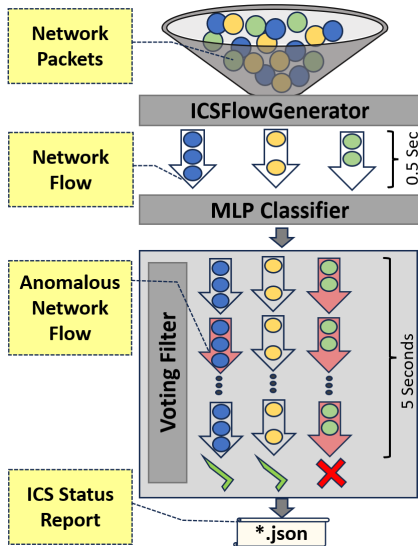 Network
Packets
ICSFlowGenerator
Network
Flow
0.5 Sec
MLP Classifier
Anomalous
Network
Flow
Voting Filter
5 Seconds
ICS Status
Report
*.json